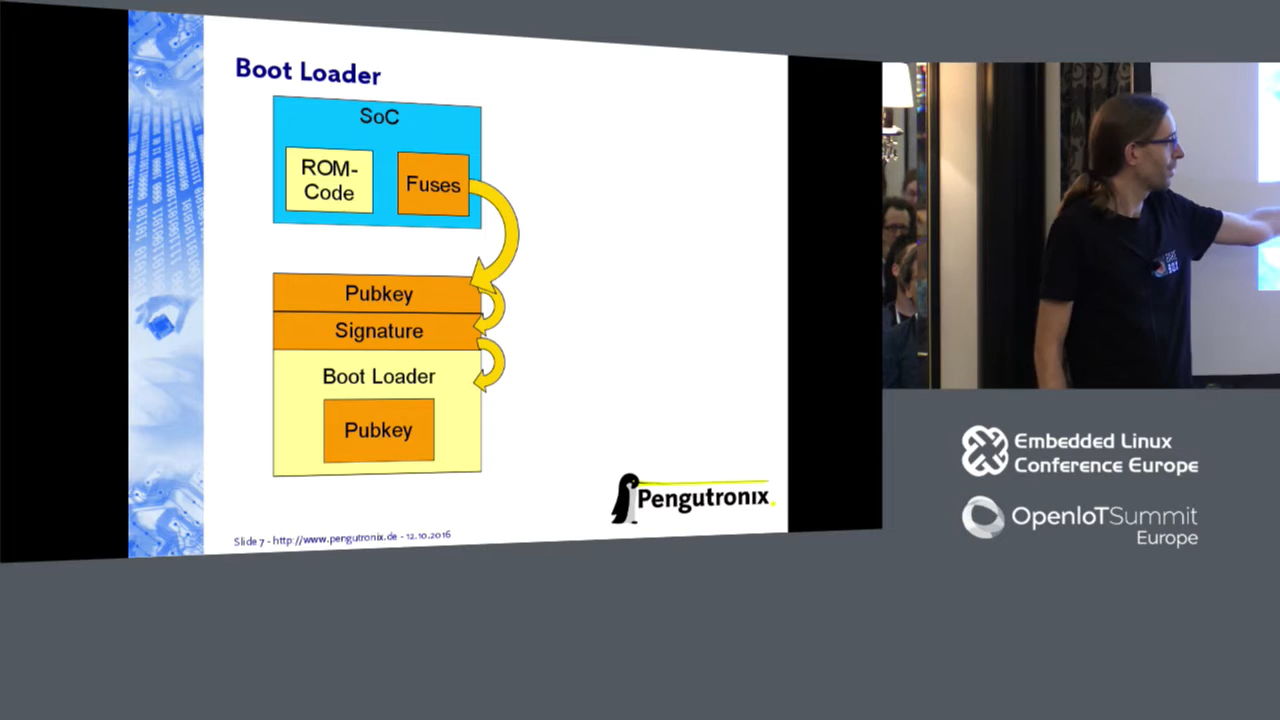 Boot Loader
SoC
ROM-
Code
Fuses
Pubkey
Signature
Boot Loader
Pubkey
Pengutronix.
Slide 7 - http://www.pengutronix.de - 12.10.2016
Embedded Linux
Conference Europe
OpenIoTSummit
Europe